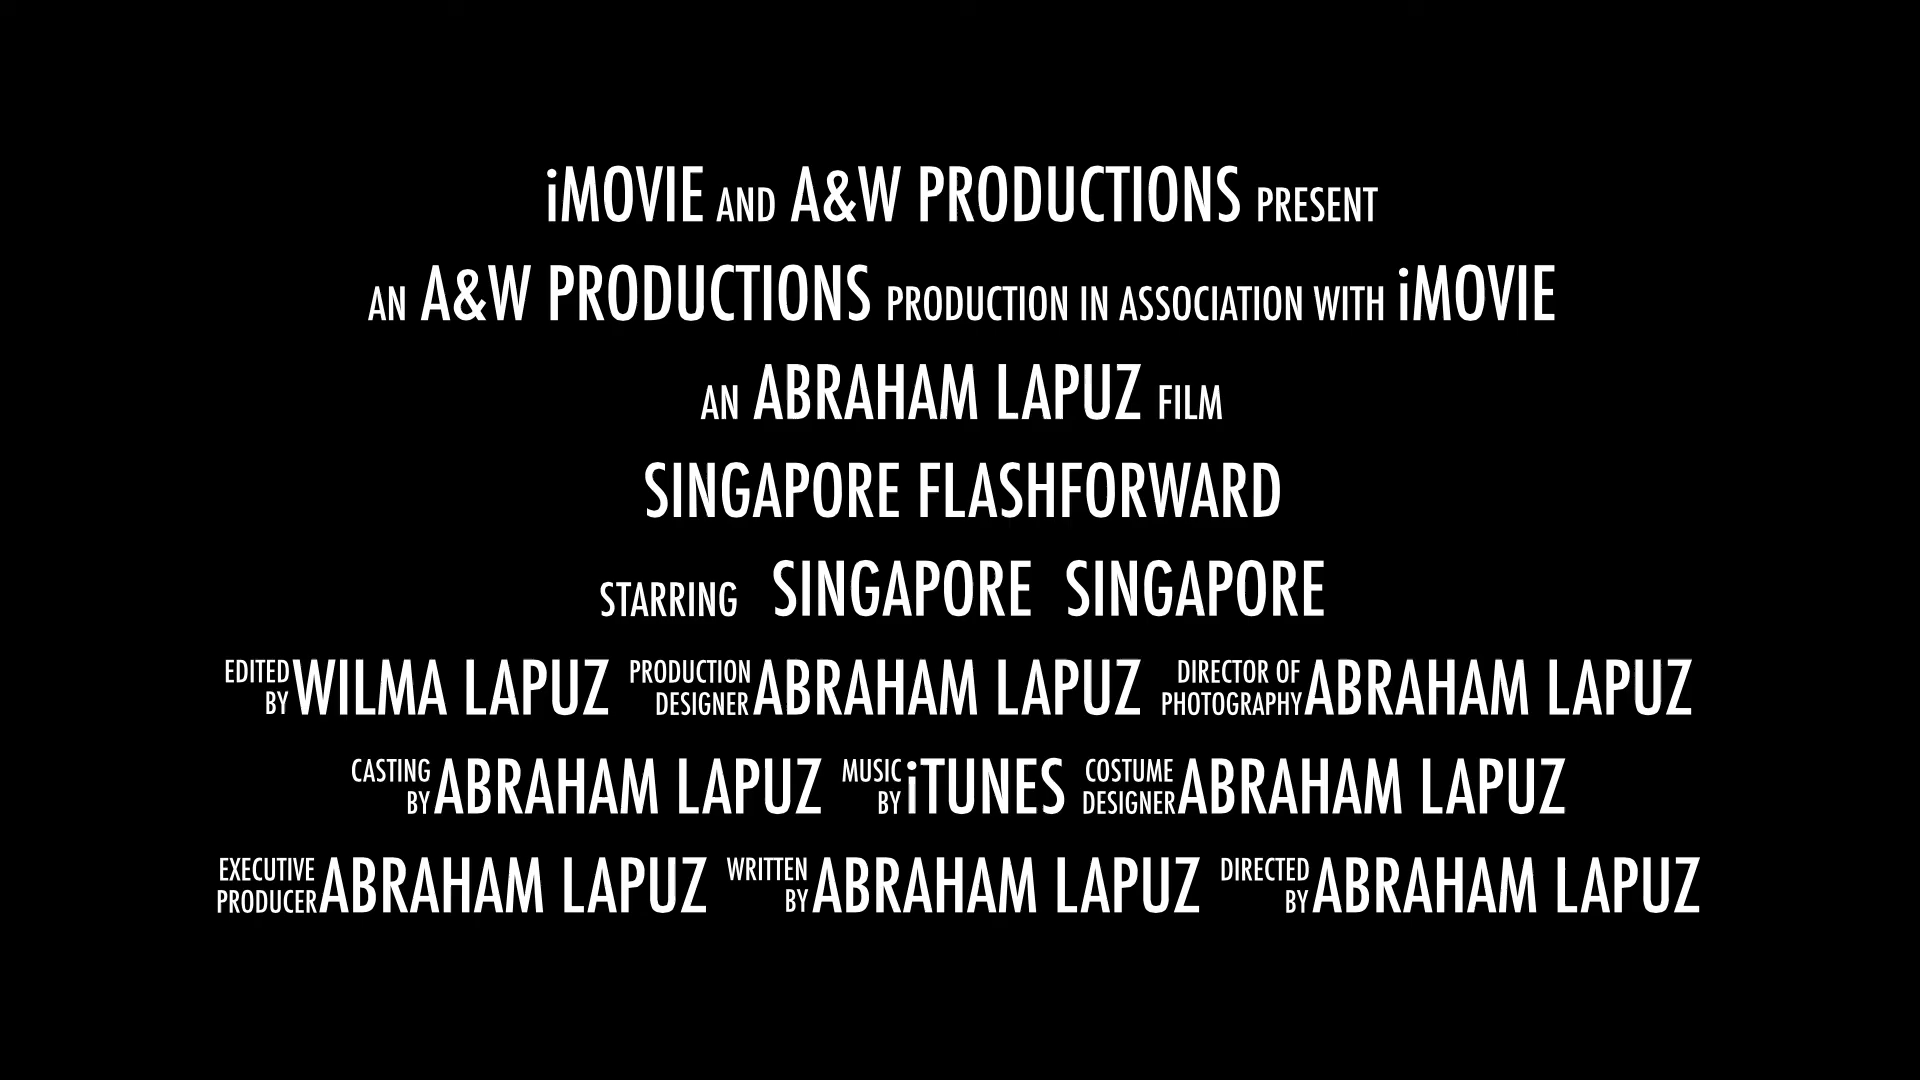 iMOVIE AND A&W PRODUCTIONS PRESENT
AN A&W PRODUCTIONS PRODUCTION IN ASSOCIATION WITH iMOVIE
AN ABRAHAM LAPUZ FILM
SINGAPORE FLASHFORWARD
STARRING SINGAPORE SINGAPORE
EDITED BY WILMA LAPUZ PRODUCTION DESIGNER ABRAHAM LAPUZ DIRECTOR OF PHOTOGRAPHY ABRAHAM LAPUZ
CASTING BY ABRAHAM LAPUZ MUSIC BY iTUNES COSTUME DESIGNER ABRAHAM LAPUZ
EXECUTIVE PRODUCER ABRAHAM LAPUZ WRITTEN BY ABRAHAM LAPUZ DIRECTED BY ABRAHAM LAPUZ